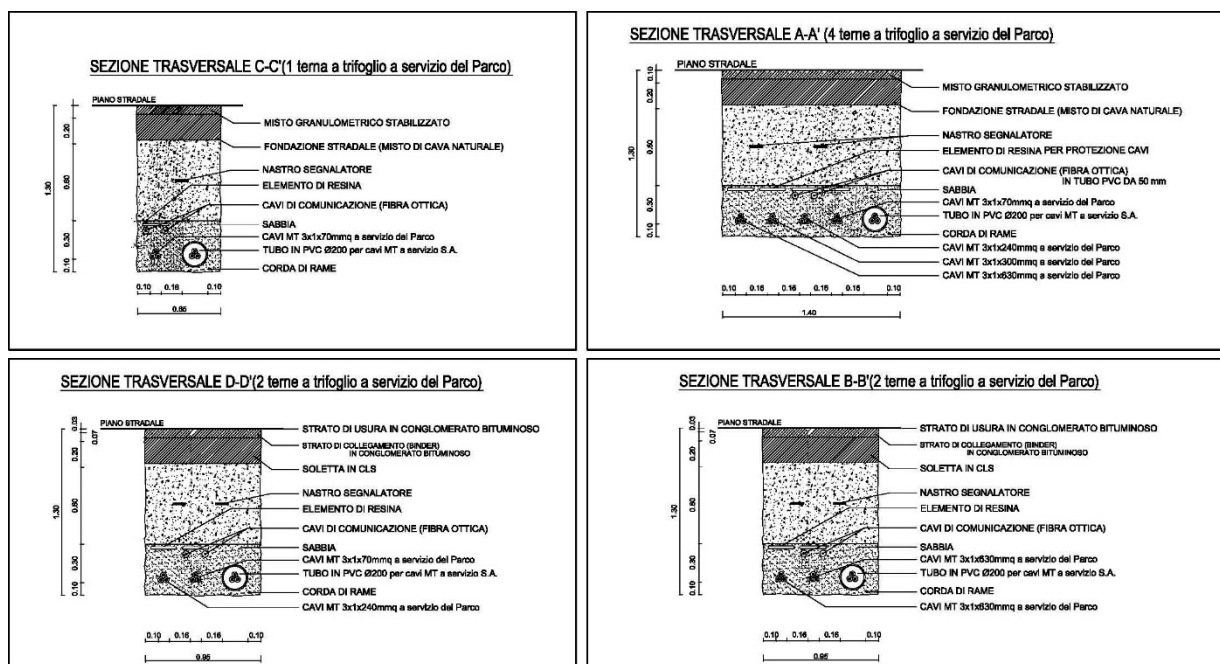 SEZIONE TRASVERSALE C-C'(1 terna a trifoglio a servizio del Parco)
PIANO STRADALE
MISTO GRANULOMETRICO STABILIZZATO
FONDAZIONE STRADALE (MISTO DI CAVA NATURALE)
NASTRO SEGNALATORE
ELEMENTO DI RESINA
CAVI DI COMUNICAZIONE (FIBRA OTTICA)
SABBIA
CAVI MT 3x1x70mmq a servizio del Parco
TUBO IN PVC Ø200 per cavi MT a servizio S.A.
CORDA DI RAME
1.30
0.20
0.60
0.30
0.10
0.10 0.16 0.10
0.65
SEZIONE TRASVERSALE A-A' (4 terne a trifoglio a servizio del Parco)
PIANO STRADALE
MISTO GRANULOMETRICO STABILIZZATO
FONDAZIONE STRADALE (MISTO DI CAVA NATURALE)
NASTRO SEGNALATORE
ELEMENTO DI RESINA PER PROTEZIONE CAVI
CAVI DI COMUNICAZIONE (FIBRA OTTICA)
IN TUBO PVC DA 50 mm
SABBIA
CAVI MT 3x1x70mmq a servizio del Parco
TUBO IN PVC Ø200 per cavi MT a servizio S.A.
CORDA DI RAME
CAVI MT 3x1x240mmq a servizio del Parco
CAVI MT 3x1x300mmq a servizio del Parco
CAVI MT 3x1x630mmq a servizio del Parco
1.30
0.10
0.20
0.60
0.30
0.10
0.10 0.16 0.16 0.16 0.16 0.10
1.40
SEZIONE TRASVERSALE D-D'(2 terne a trifoglio a servizio del Parco)
PIANO STRADALE
STRATO DI USURA IN CONGLOMERATO BITUMINOSO
STRATO DI COLLEGAMENTO (BINDER)
IN CONGLOMERATO BITUMINOSO
SOLETTA IN CLS
NASTRO SEGNALATORE
ELEMENTO DI RESINA
CAVI DI COMUNICAZIONE (FIBRA OTTICA)
SABBIA
CAVI MT 3x1x70mmq a servizio del Parco
TUBO IN PVC Ø200 per cavi MT a servizio S.A.
CORDA DI RAME
CAVI MT 3x1x240mmq a servizio del Parco
1.30
0.03
0.07
0.20
0.60
0.30
0.10
0.10 0.16 0.16 0.10
0.95
SEZIONE TRASVERSALE B-B'(2 terne a trifoglio a servizio del Parco)
PIANO STRADALE
STRATO DI USURA IN CONGLOMERATO BITUMINOSO
STRATO DI COLLEGAMENTO (BINDER)
IN CONGLOMERATO BITUMINOSO
SOLETTA IN CLS
NASTRO SEGNALATORE
ELEMENTO DI RESINA
CAVI DI COMUNICAZIONE (FIBRA OTTICA)
SABBIA
CAVI MT 3x1x630mmq a servizio del Parco
TUBO IN PVC Ø200 per cavi MT a servizio S.A.
CORDA DI RAME
CAVI MT 3x1x630mmq a servizio del Parco
1.30
0.03
0.07
0.20
0.60
0.30
0.10
0.10 0.16 0.16 0.10
0.95